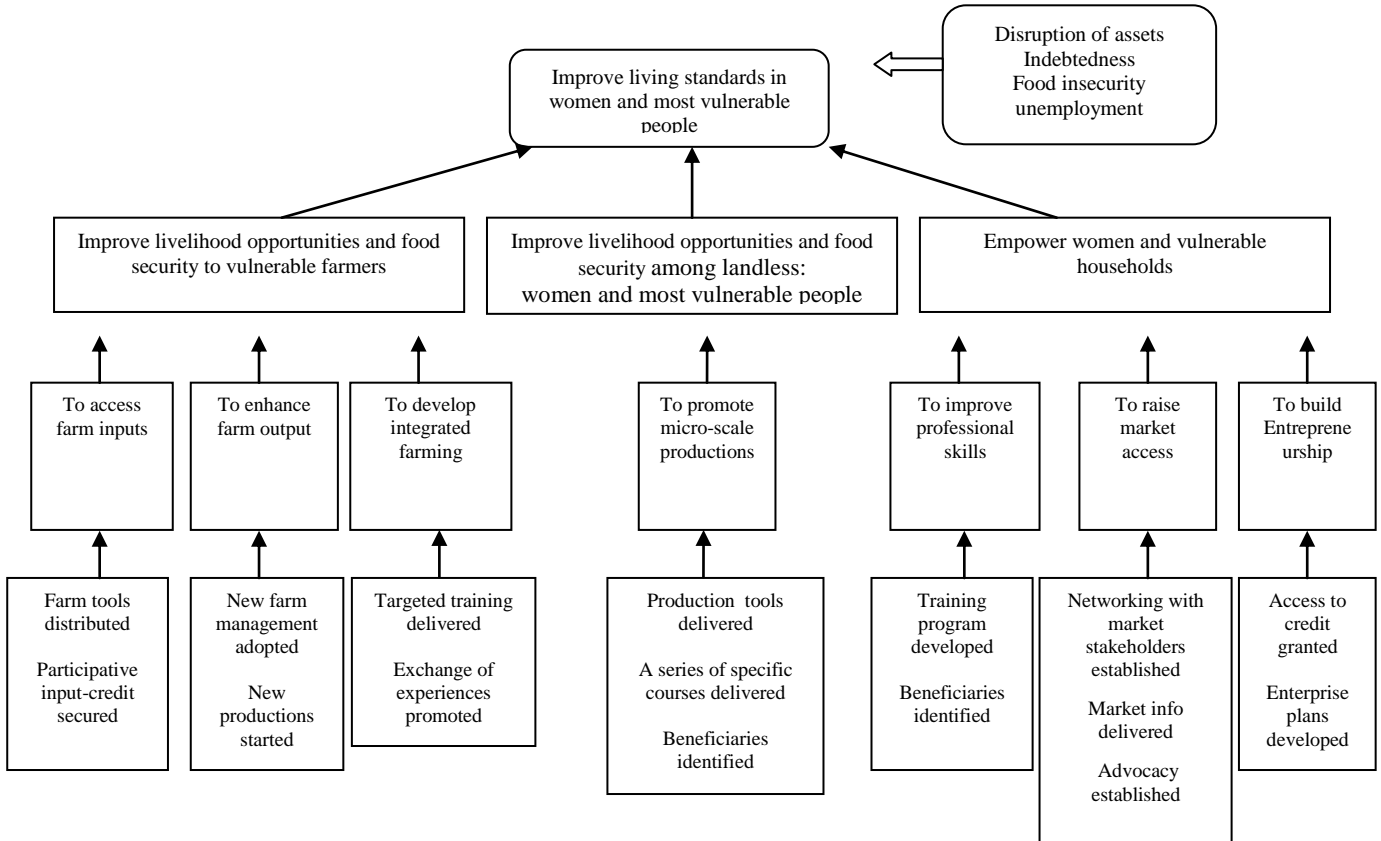 Disruption of assets
Indebtedness
Food insecurity
unemployment
Improve living standards in
women and most vulnerable
people
Improve livelihood opportunities and food
security to vulnerable farmers
Improve livelihood opportunities and food
security among landless:
women and most vulnerable people
Empower women and vulnerable
households
To access
farm inputs
To enhance
farm output
To develop
integrated
farming
To promote
micro-scale
productions
To improve
professional
skills
To raise
market
access
To build
Entreprene
urship
Farm tools
distributed
Participative
input-credit
secured
New farm
management
adopted
New
productions
started
Targeted training
delivered
Exchange of
experiences
promoted
Production tools
delivered
A series of specific
courses delivered
Beneficiaries
identified
Training
program
developed
Beneficiaries
identified
Networking with
market
stakeholders
established
Market info
delivered
Advocacy
established
Access to
credit
granted
Enterprise
plans
developed